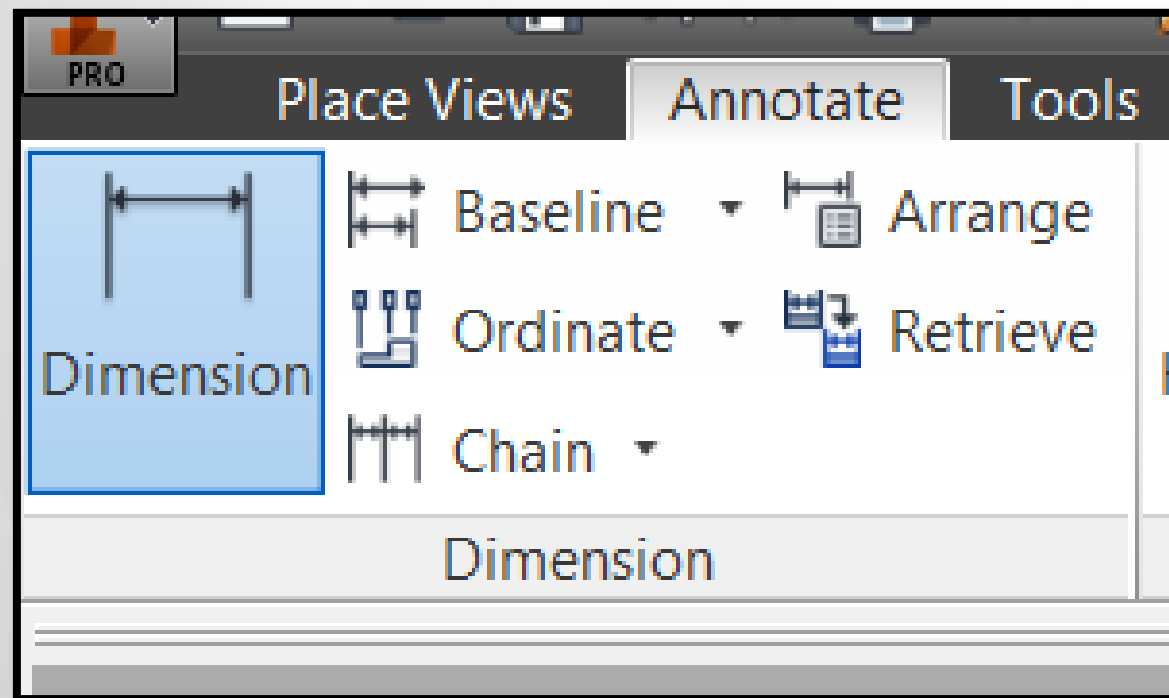 PRO
Place Views Annotate Tools
Dimension
Baseline
Ordinate
Chain
Arrange
Retrieve
Dimension